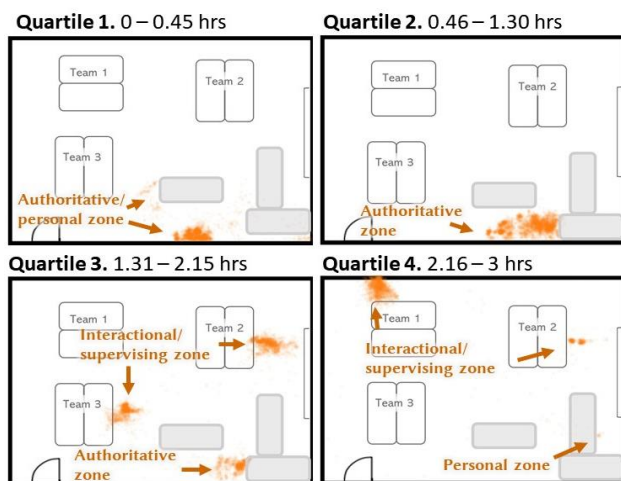 Quartile 1. 0 – 0.45 hrs
Team 1
Team 2
Team 3
Authoritative/
personal zone
Quartile 2. 0.46 – 1.30 hrs
Team 1
Team 2
Team 3
Authoritative
zone
Quartile 3. 1.31 – 2.15 hrs
Team 1
Team 2
Interactional/
supervising zone
Team 3
Authoritative
zone
Quartile 4. 2.16 – 3 hrs
Team 1
Team 2
Interactional/
supervising zone
Team 3
Personal zone